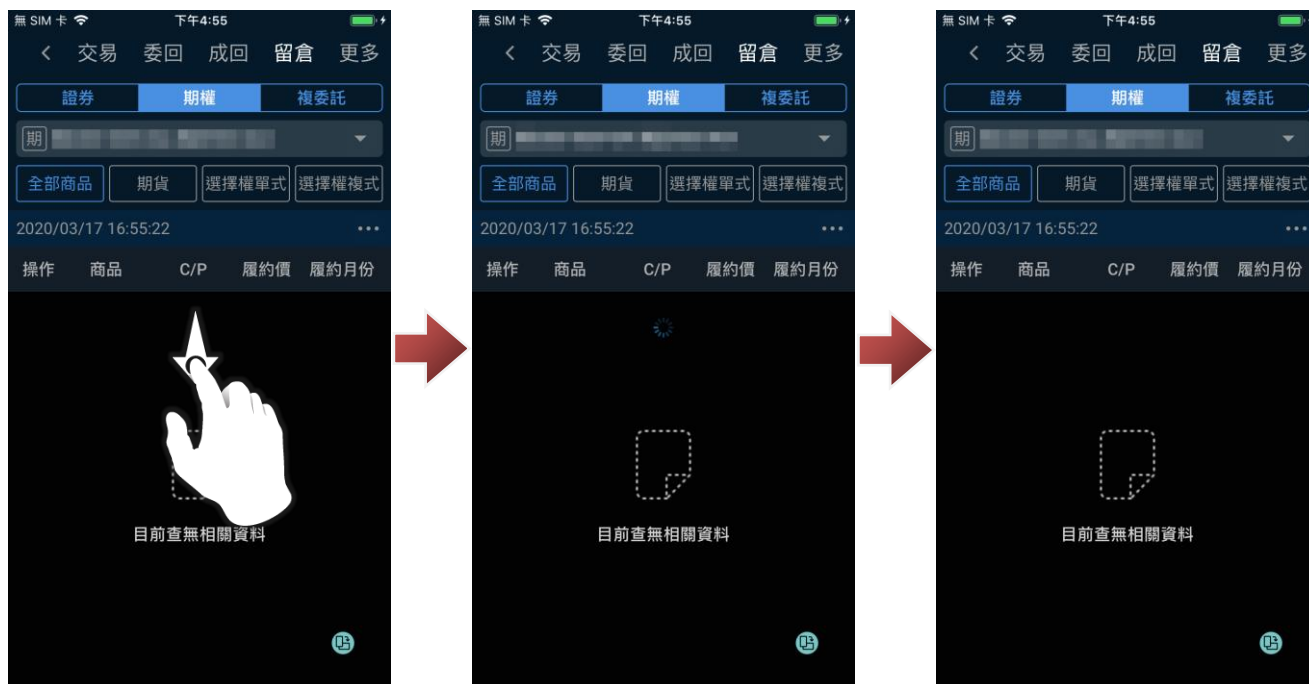 無 SIM 卡 下午4:55
交易 委回 成回 留倉 更多
證券 期權 複委託
期
全部商品 期貨 選擇權單式 選擇權複式
2020/03/17 16:55:22
操作 商品 C/P 履約價 履約月份
目前查無相關資料
無 SIM 卡 下午4:55
交易 委回 成回 留倉 更多
證券 期權 複委託
期
全部商品 期貨 選擇權單式 選擇權複式
2020/03/17 16:55:22
操作 商品 C/P 履約價 履約月份
目前查無相關資料
無 SIM 卡 下午4:55
交易 委回 成回 留倉 更多
證券 期權 複委託
期
全部商品 期貨 選擇權單式 選擇權複式
2020/03/17 16:55:22
操作 商品 C/P 履約價 履約月份
目前查無相關資料